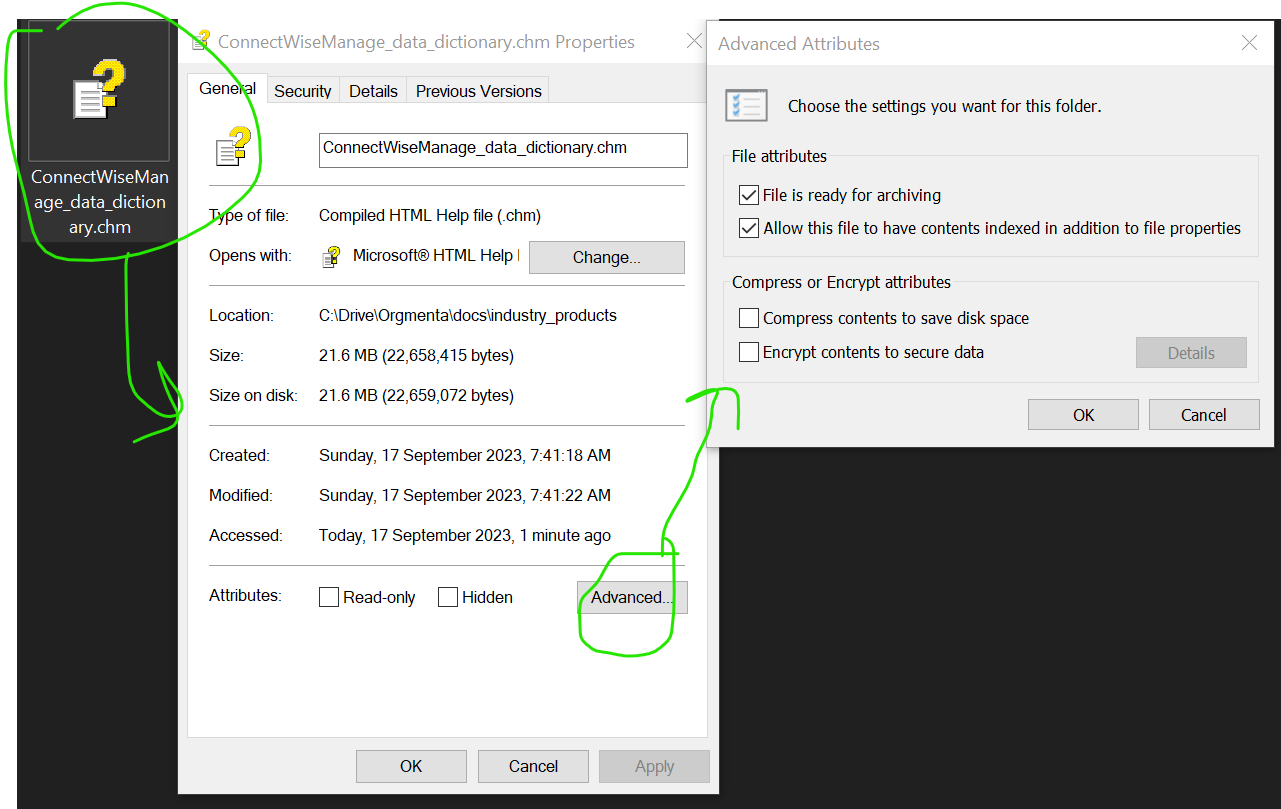 ConnectWiseMan
age_data_diction
ary.chm
ConnectWiseManage_data_dictionary.chm Properties
General Security Details Previous Versions
ConnectWiseManage_data_dictionary.chm
Type of file: Compiled HTML Help file (.chm)
Opens with: Microsoft® HTML Help Change...
Location: C:\Drive\Orgmenta\docs\industry_products
Size: 21.6 MB (22,658,415 bytes)
Size on disk: 21.6 MB (22,659,072 bytes)
Created: Sunday, 17 September 2023, 7:41:18 AM
Modified: Sunday, 17 September 2023, 7:41:22 AM
Accessed: Today, 17 September 2023, 1 minute ago
Attributes: Read-only Hidden Advanced...
OK Cancel Apply
Advanced Attributes
Choose the settings you want for this folder.
File attributes
File is ready for archiving
Allow this file to have contents indexed in addition to file properties
Compress or Encrypt attributes
Compress contents to save disk space
Encrypt contents to secure data Details
OK Cancel